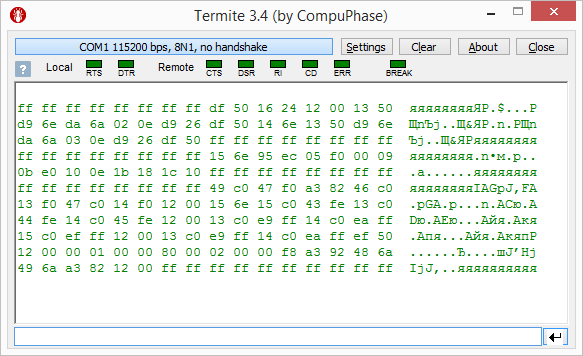 Termite 3.4 (by CompuPhase)
COM1 115200 bps, 8N1, no handshake
Settings
Clear
About
Close
?
Local
RTS
DTR
Remote
CTS
DSR
RI
CD
ERR
BREAK
ff ff ff ff ff ff ff ff df 50 16 24 12 00 13 50 яяяяяяяяЯP.$...P
d9 6e da 6a 02 0e d9 26 df 50 14 6e 13 50 d9 6e ЩnЪj..Щ&ЯP.n.PЩn
da 6a 03 0e d9 26 df 50 ff ff ff ff ff ff ff ff Ъj..Щ&ЯPяяяяяяяя
ff ff ff ff ff ff ff ff 15 6e 95 ec 05 f0 00 09 яяяяяяяя.n•м.р..
0b e0 10 0e 1b 18 1c 10 ff ff ff ff ff ff ff ff .а......яяяяяяяя
ff ff ff ff ff ff ff ff 49 c0 47 f0 a3 82 46 c0 яяяяяяяяIАGрЈ‚FА
13 f0 47 c0 14 f0 12 00 15 6e 15 c0 43 fe 13 c0 .рGА.р...n.АCю.А
44 fe 14 c0 45 fe 12 00 13 c0 e9 ff 14 c0 ea ff Dю.АEю...Айя.Акя
15 c0 ef ff 12 00 13 c0 e9 ff 14 c0 ea ff ef 50 .Апя...Айя.АкяпP
12 00 00 01 00 00 80 00 02 00 00 f8 a3 92 48 6a ......Ђ....шЈ’Hj
49 6a a3 82 12 00 ff ff ff ff ff ff ff ff ff ff IjЈ‚..яяяяяяяяяя